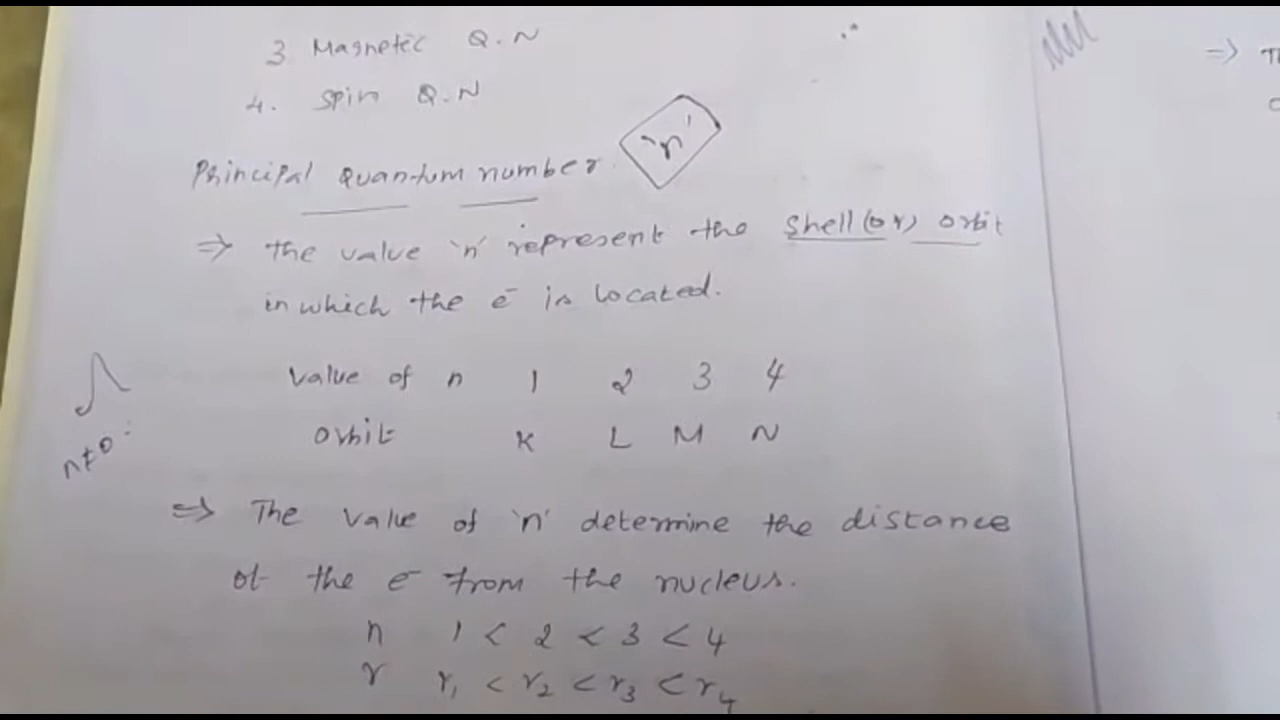 3 Magnetic Q.N
4. Spin Q.N
Principal Quantum number 'n'
⇒ The value 'n' represent the shell (or) orbit
in which the e⁻ is located.
Value of n 1 2 3 4
Orbit K L M N
n≠0
⇒ The value of 'n' determine the distance
of the e⁻ from the nucleus.
n 1 < 2 < 3 < 4
r r₁ < r₂ < r₃ < r₄
⇒